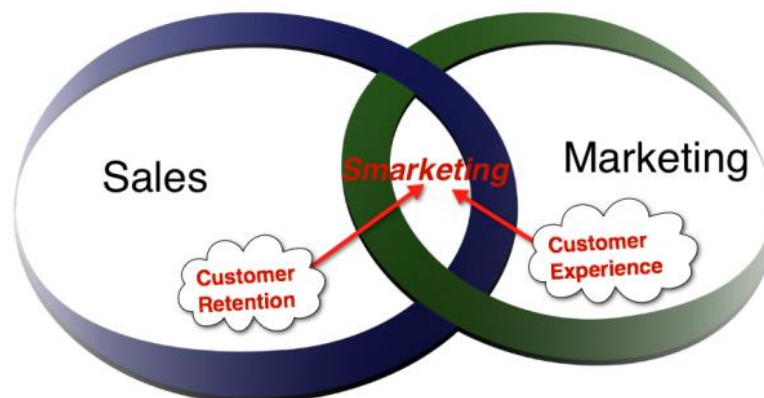 Sales
Smarketing
Marketing
Customer
Retention
Customer
Experience